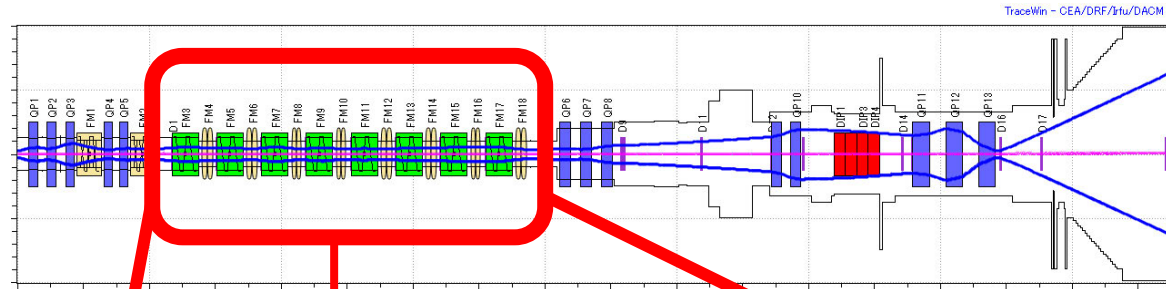 TraceWin - CEA/DRF/Irfu/DACM
QP1
QP2
QP3
FM1
QP4
QP5
D1
FM3
FM4
FM5
FM6
FM7
FM8
FM9
FM10
FM11
FM12
FM13
FM14
FM15
FM16
FM17
FM18
QP6
QP7
QP8
D9
D11
QP10
DIP1
DIP3
DIP4
D14
QP11
QP12
QP13
D16
D17